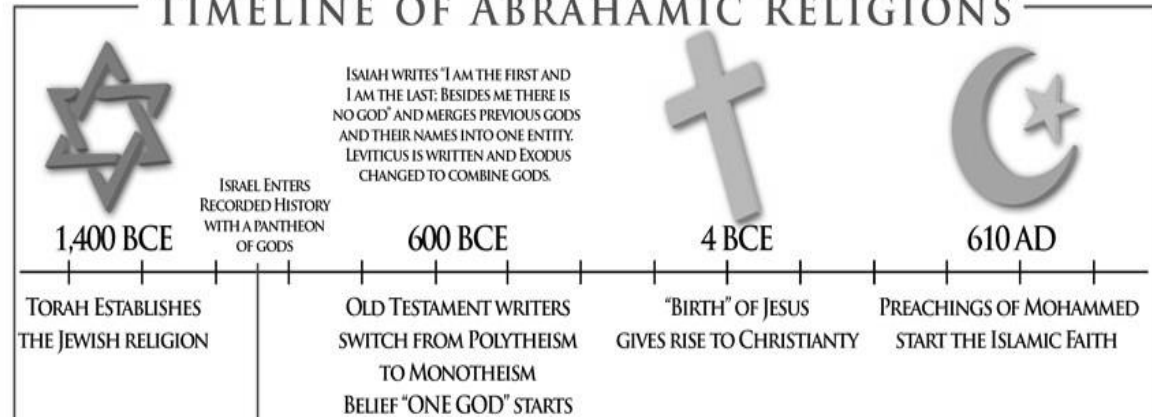 TIMELINE OF ABRAHAMIC RELIGIONS
ISAIAH WRITES "I AM THE FIRST AND
I AM THE LAST; BESIDES ME THERE IS
NO GOD" AND MERGES PREVIOUS GODS
AND THEIR NAMES INTO ONE ENTITY.
LEVITICUS IS WRITTEN AND EXODUS
CHANGED TO COMBINE GODS.
ISRAEL ENTERS
RECORDED HISTORY
WITH A PANTHEON
OF GODS
1,400 BCE
600 BCE
4 BCE
610 AD
TORAH ESTABLISHES
THE JEWISH RELIGION
OLD TESTAMENT WRITERS
SWITCH FROM POLYTHEISM
TO MONOTHEISM
BELIEF "ONE GOD" STARTS
"BIRTH" OF JESUS
GIVES RISE TO CHRISTIANTY
PREACHINGS OF MOHAMMED
START THE ISLAMIC FAITH